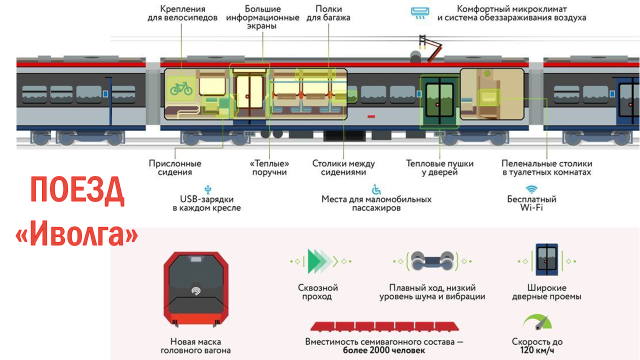 Крепления
для велосипедов
Большие
информационные
экраны
Полки
для багажа
Комфортный микроклимат
и система обеззараживания воздуха
Прислонные
сидения
«Теплые»
поручни
Столики между
сидениями
Тепловые пушки
у дверей
Пеленальные столики
в туалетных комнатах
USB-зарядки
в каждом кресле
Места для маломобильных
пассажиров
Бесплатный
Wi-Fi
ПОЕЗД
«Иволга»
Новая маска
головного вагона
Сквозной
проход
Плавный ход, низкий
уровень шума и вибрации
Широкие
дверные проемы
Вместимость семивагонного состава —
более 2000 человек
Скорость до
120 км/ч